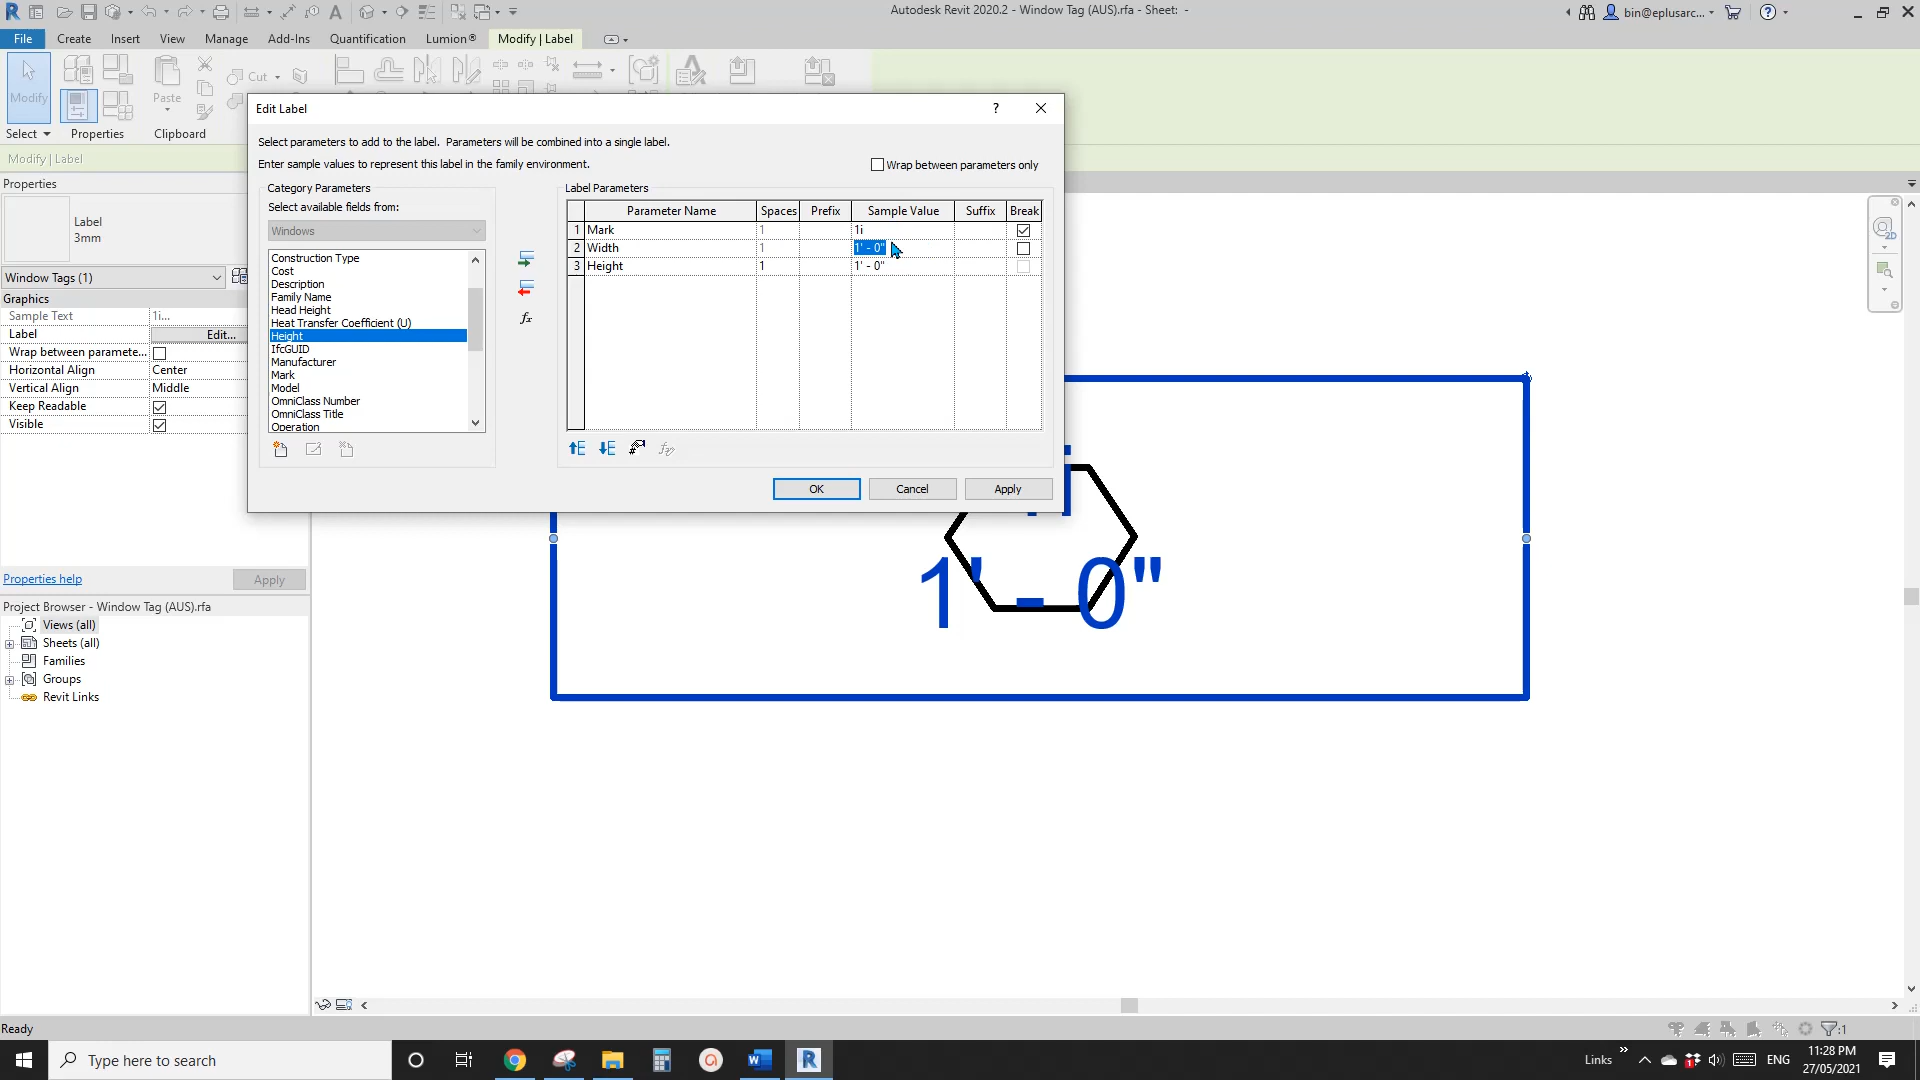 Autodesk Revit 2020.2 - Window Tag (AUS).rfa - Sheet: -
bin@eplusarc...
File Create Insert View Manage Add-Ins Quantification Lumion® Modify | Label
Modify
Paste
Cut
Select Properties Clipboard
Modify | Label
Properties
Label
3mm
Window Tags (1)
Graphics
Sample Text 1i...
Label Edit...
Wrap between paramete...
Horizontal Align Center
Vertical Align Middle
Keep Readable
Visible
Properties help Apply
Project Browser - Window Tag (AUS).rfa
Views (all)
Sheets (all)
Families
Groups
Revit Links
Edit Label
?
Select parameters to add to the label. Parameters will be combined into a single label.
Enter sample values to represent this label in the family environment.
Wrap between parameters only
Category Parameters
Select available fields from:
Windows
Construction Type
Cost
Description
Family Name
Head Height
Heat Transfer Coefficient (U)
Height
IfcGUID
Manufacturer
Mark
Model
OmniClass Number
OmniClass Title
Operation
fx
Label Parameters
Parameter Name Spaces Prefix Sample Value Suffix Break
1 Mark 1 1i
2 Width 1 1' - 0"
3 Height 1 1' - 0"
OK Cancel Apply
1' - 0"
2D
Ready
:1
Type here to search
Links
ENG
11:28 PM
27/05/2021